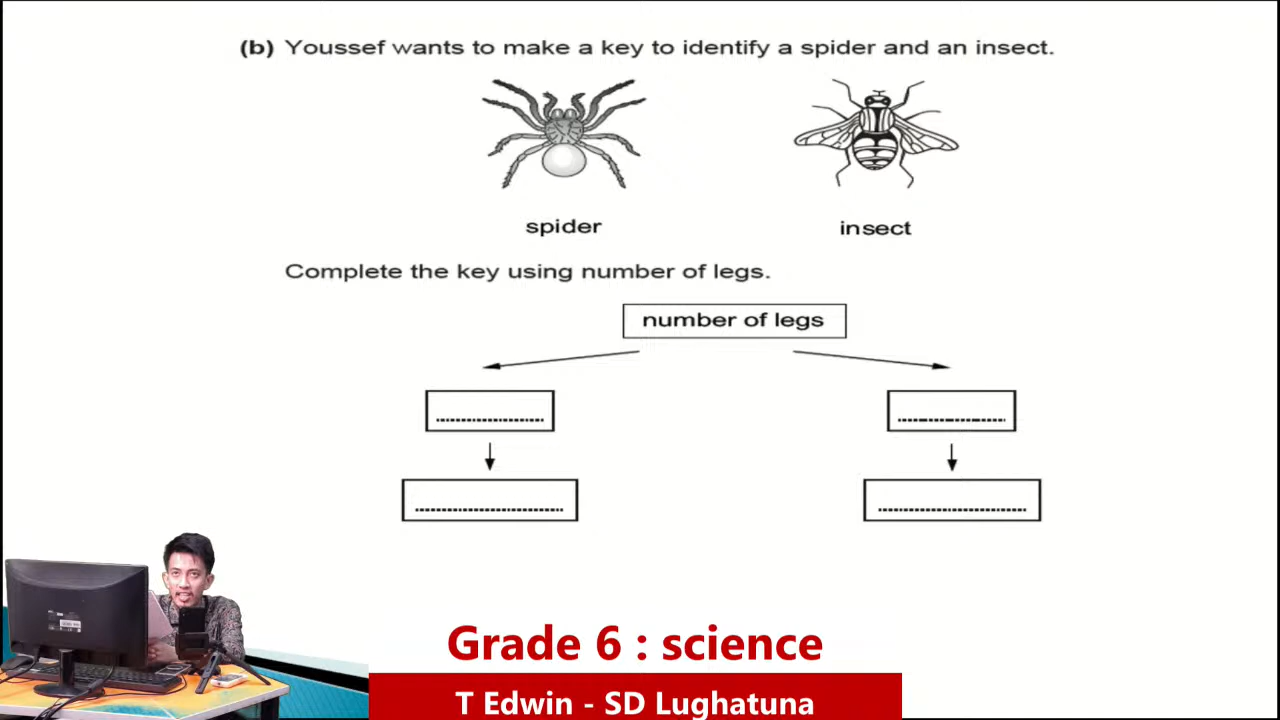 (b) Youssef wants to make a key to identify a spider and an insect.
spider
insect
Complete the key using number of legs.
number of legs
Grade 6 : science
T Edwin - SD Lughatuna